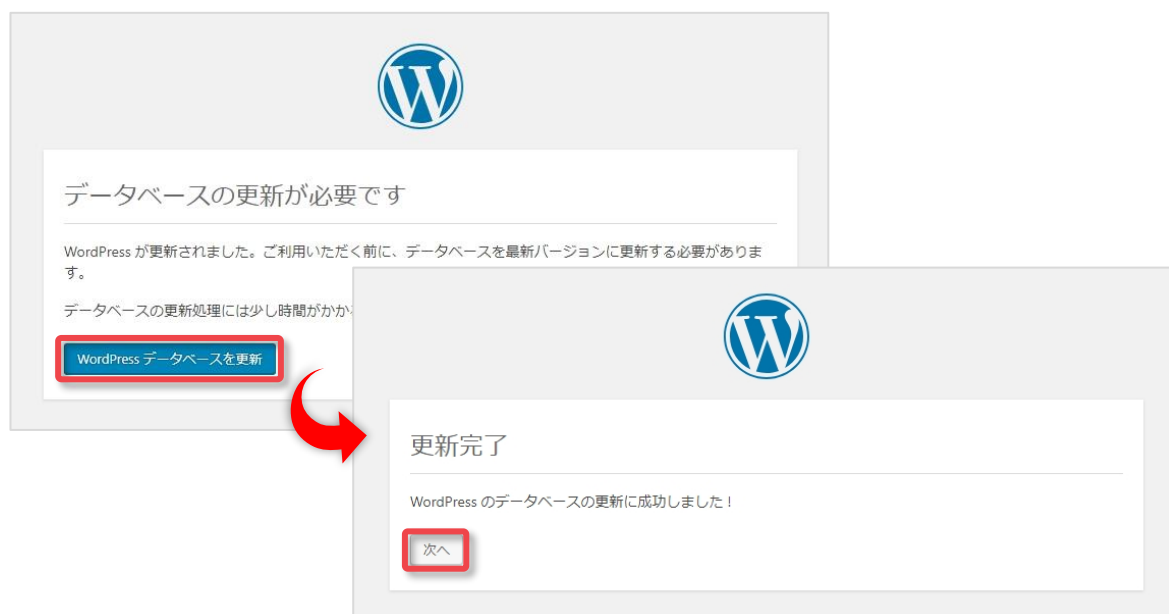 データベースの更新が必要です
WordPress が更新されました。ご利用いただく前に、データベースを最新バージョンに更新する必要がありま
す。
データベースの更新処理には少し時間がかか
WordPress データベースを更新
更新完了
WordPress のデータベースの更新に成功しました！
次へ